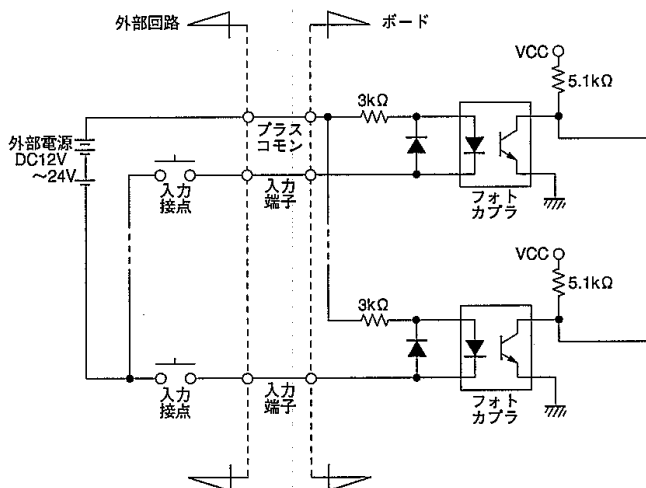 外部回路
ボード
VCC
5.1kΩ
3kΩ
プラス
コモン
外部電源
DC12V
～24V
入力
接点
入力
端子
フォト
カプラ
VCC
5.1kΩ
3kΩ
入力
接点
入力
端子
フォト
カプラ